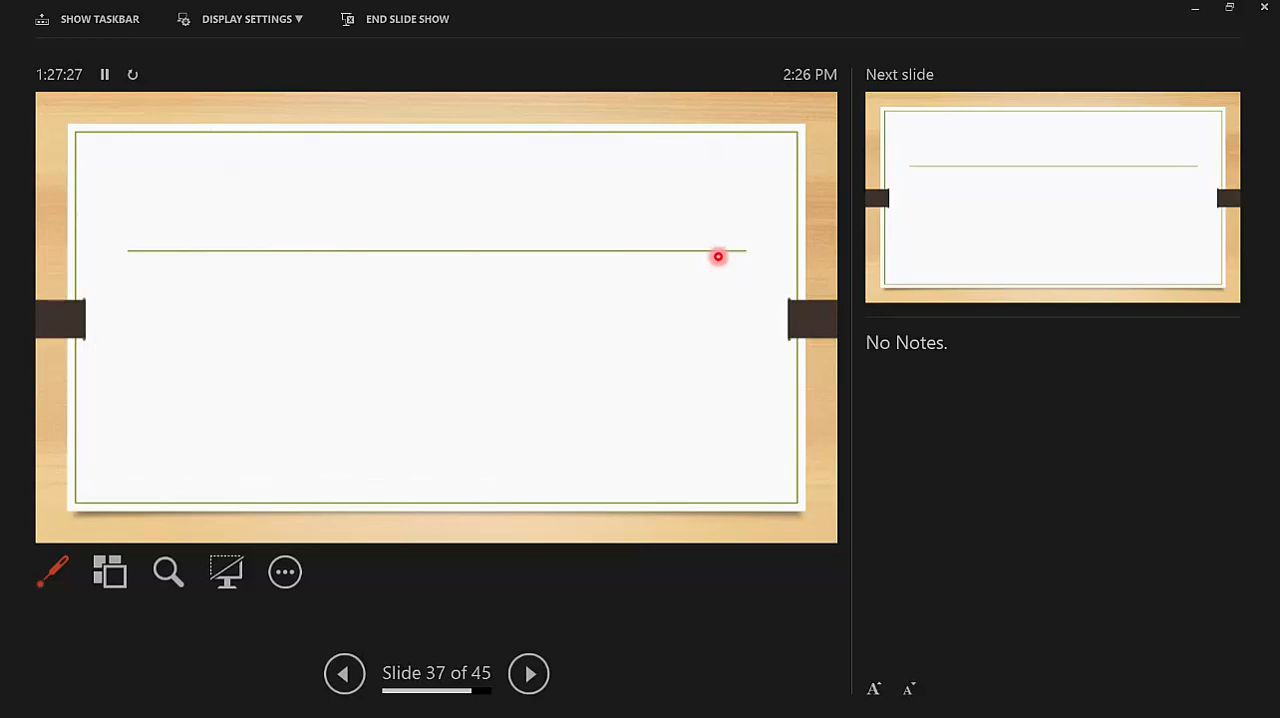 SHOW TASKBAR
DISPLAY SETTINGS ▼
END SLIDE SHOW
1:27:27
2:26 PM
Next slide
No Notes.
Slide 37 of 45
A
A